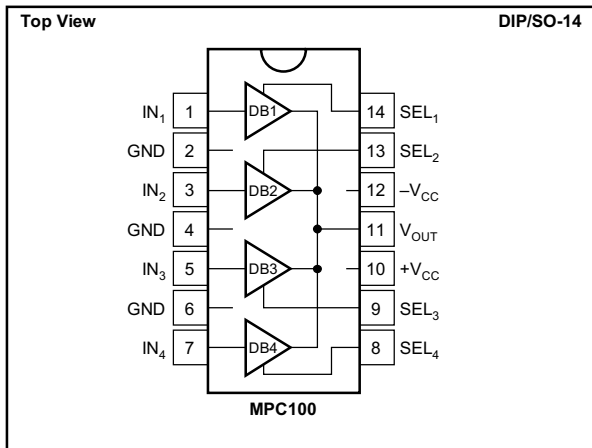 Top View DIP/SO-14
IN1 1 DB1 14 SEL1
GND 2 13 SEL2
IN2 3 DB2 12 –VCC
GND 4 11 VOUT
IN3 5 DB3 10 +VCC
GND 6 9 SEL3
IN4 7 DB4 8 SEL4
MPC100